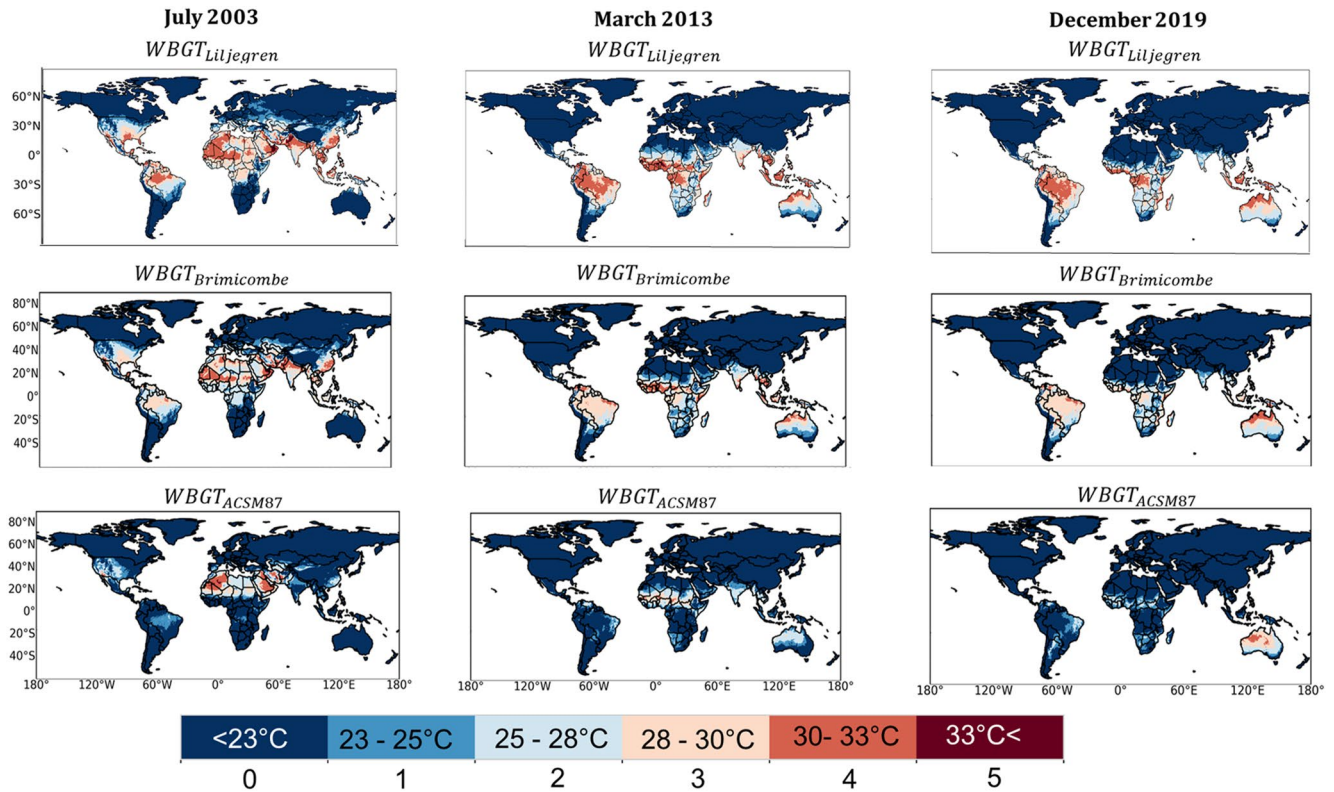 July 2003
March 2013
December 2019
WBGT_Liljegren
WBGT_Liljegren
WBGT_Liljegren
60°N
30°N
0°
30°S
60°S
WBGT_Brimicombe
WBGT_Brimicombe
WBGT_Brimicombe
80°N
60°N
40°N
20°N
0°
20°S
40°S
WBGT_ACSM87
WBGT_ACSM87
WBGT_ACSM87
80°N
60°N
40°N
20°N
0°
20°S
40°S
180° 120°W 60°W 0° 60°E 120°E 180°
180° 120°W 60°W 0° 60°E 120°E 180°
180° 120°W 60°W 0° 60°E 120°E 180°
<23°C 23 - 25°C 25 - 28°C 28 - 30°C 30- 33°C 33°C<
0 1 2 3 4 5